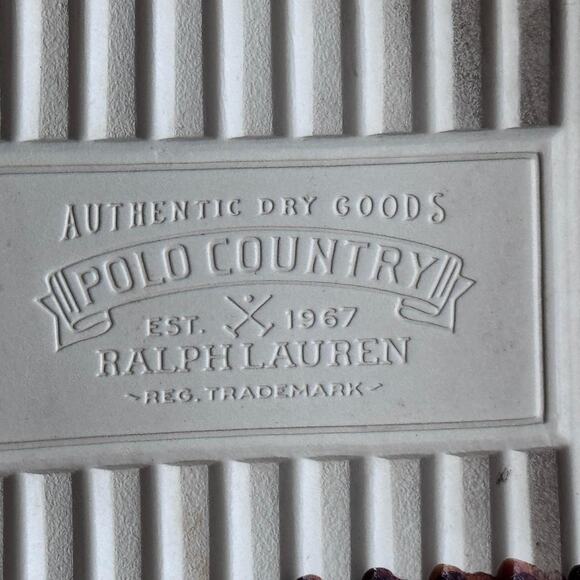 AUTHENTIC DRY GOODS
POLO COUNTRY
EST. 1967
RALPH LAUREN
~REG. TRADEMARK~